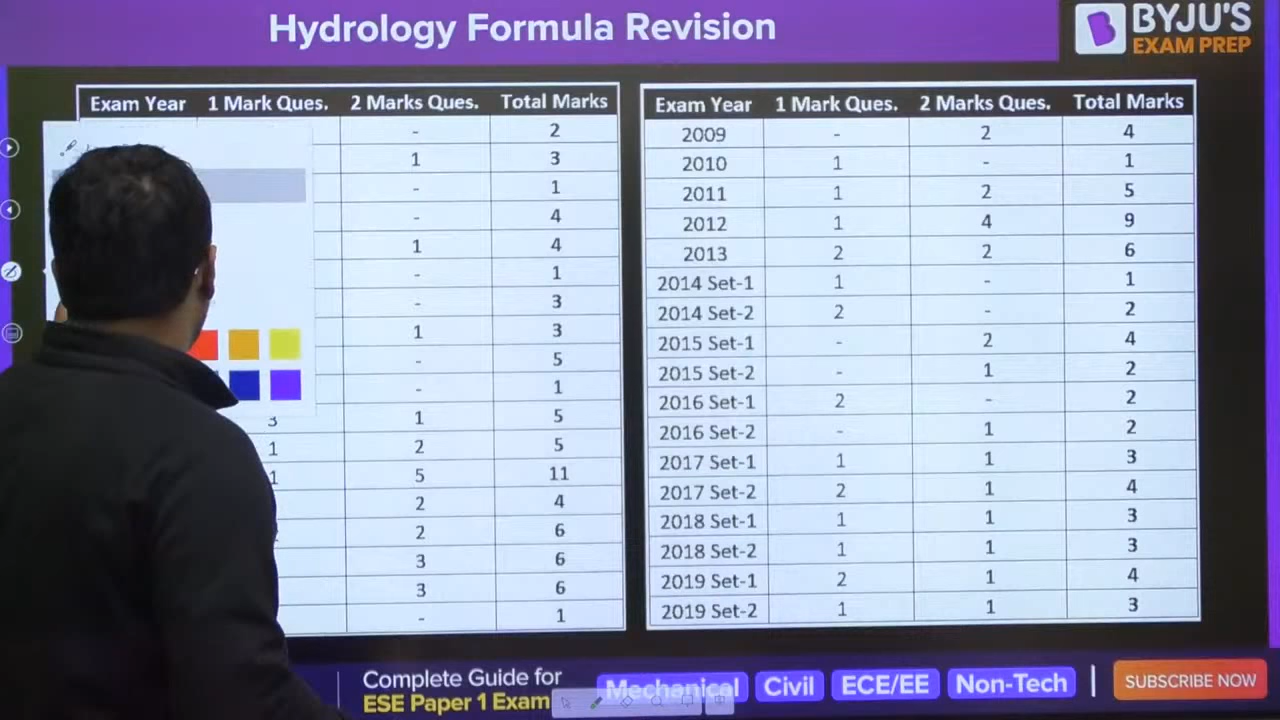 Hydrology Formula Revision
BYJU'S
EXAM PREP
Exam Year 1 Mark Ques. 2 Marks Ques. Total Marks
- 2
1 3
- 1
- 4
1 4
- 1
- 3
1 3
- 5
- 1
3 1 5
1 2 5
1 5 11
2 4
2 6
3 6
3 6
- 1
Exam Year 1 Mark Ques. 2 Marks Ques. Total Marks
2009 - 2 4
2010 1 - 1
2011 1 2 5
2012 1 4 9
2013 2 2 6
2014 Set-1 1 - 1
2014 Set-2 2 - 2
2015 Set-1 - 2 4
2015 Set-2 - 1 2
2016 Set-1 2 - 2
2016 Set-2 - 1 2
2017 Set-1 1 1 3
2017 Set-2 2 1 4
2018 Set-1 1 1 3
2018 Set-2 1 1 3
2019 Set-1 2 1 4
2019 Set-2 1 1 3
Complete Guide for
ESE Paper 1 Exam
Mechanical Civil ECE/EE Non-Tech | SUBSCRIBE NOW